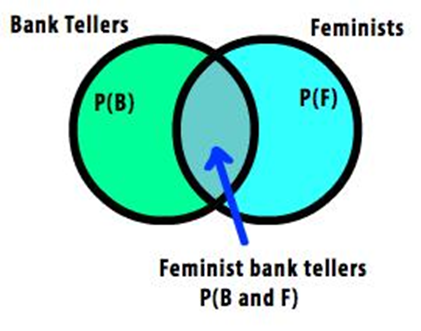 Bank Tellers
Feminists
P(B)
P(F)
Feminist bank tellers
P(B and F)